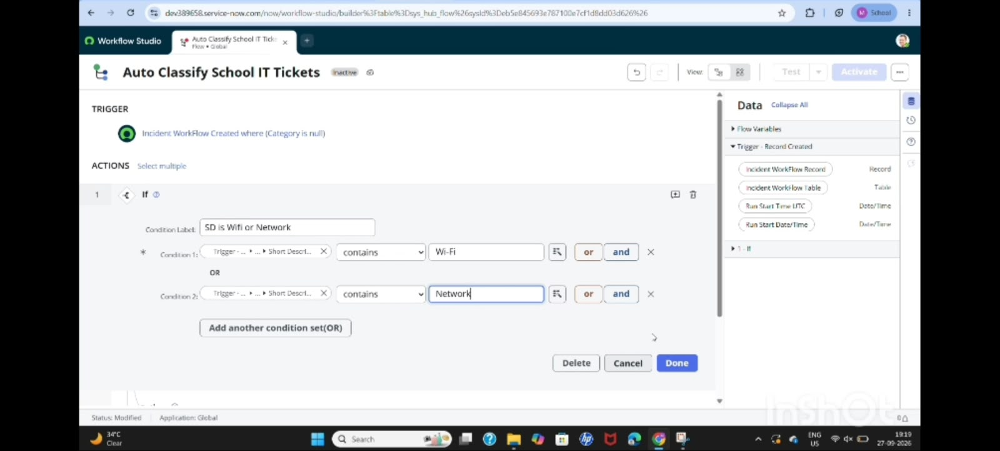 dev389658.service-now.com/now/workflow-studio/builder%3Ftable%3Dsys_hub_flow%26sysId%3Deb5e845693e787100e7cf1d8dd03d626%26
M School
Workflow Studio
Auto Classify School IT Ticke
Flow • Global
Auto Classify School IT Tickets
Inactive
View:
Test
Activate
TRIGGER
Incident WorkFlow Created where (Category is null)
ACTIONS Select multiple
1 If
Condition Label: SD is Wifi or Network
* Condition 1: Trigger - ... ▸ ... ▸ Short Descri... contains Wi-Fi or and
OR
Condition 2: Trigger - ... ▸ ... ▸ Short Descri... contains Network or and
Add another condition set(OR)
Delete Cancel Done
Data Collapse All
Flow Variables
Trigger - Record Created
Incident WorkFlow Record Record
Incident WorkFlow Table Table
Run Start Time UTC Date/Time
Run Start Date/Time Date/Time
1 - If
Status: Modified Application: Global
0
InShOt
34°C
Clear
Search
ENG
US
19:19
27-09-2026